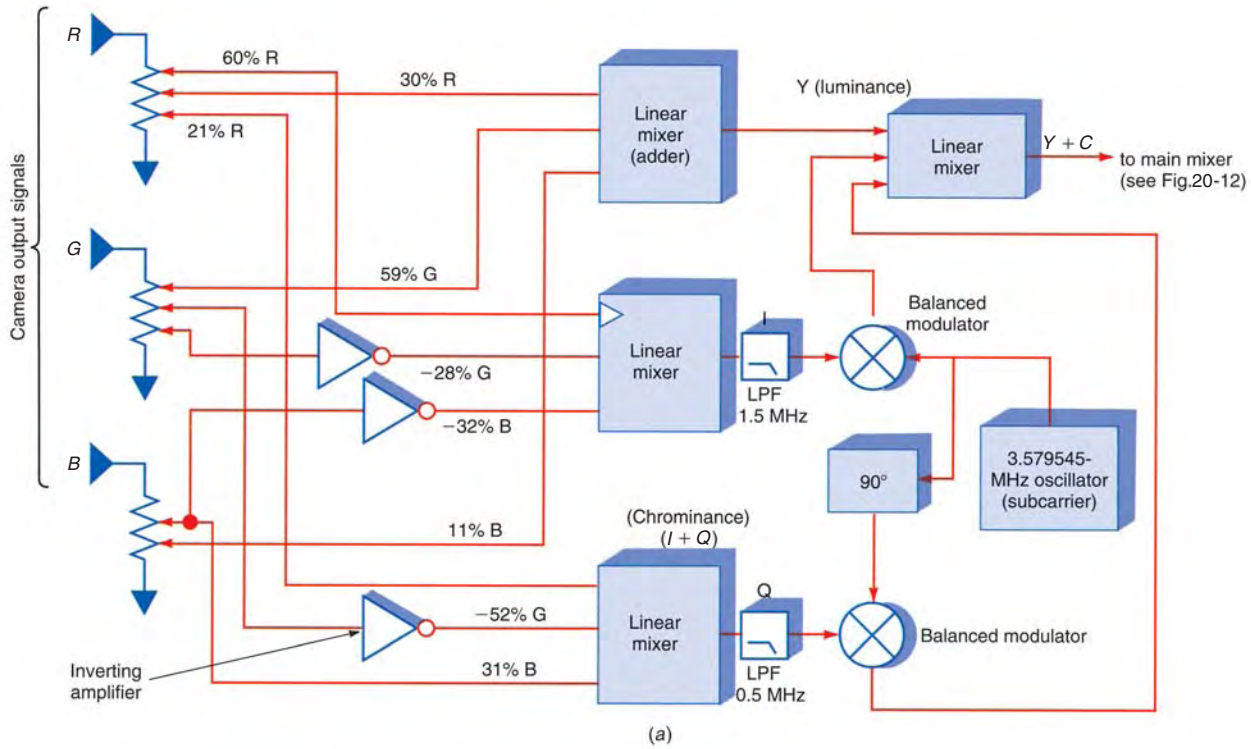 Camera output signals
R
60% R
30% R
21% R
Linear
mixer
(adder)
Y (luminance)
Linear
mixer
Y + C
to main mixer
(see Fig.20-12)
G
59% G
−28% G
−32% B
Linear
mixer
I
LPF
1.5 MHz
Balanced
modulator
90°
3.579545-
MHz oscillator
(subcarrier)
B
11% B
(Chrominance)
(I + Q)
−52% G
31% B
Linear
mixer
Q
LPF
0.5 MHz
Balanced modulator
Inverting
amplifier
(a)